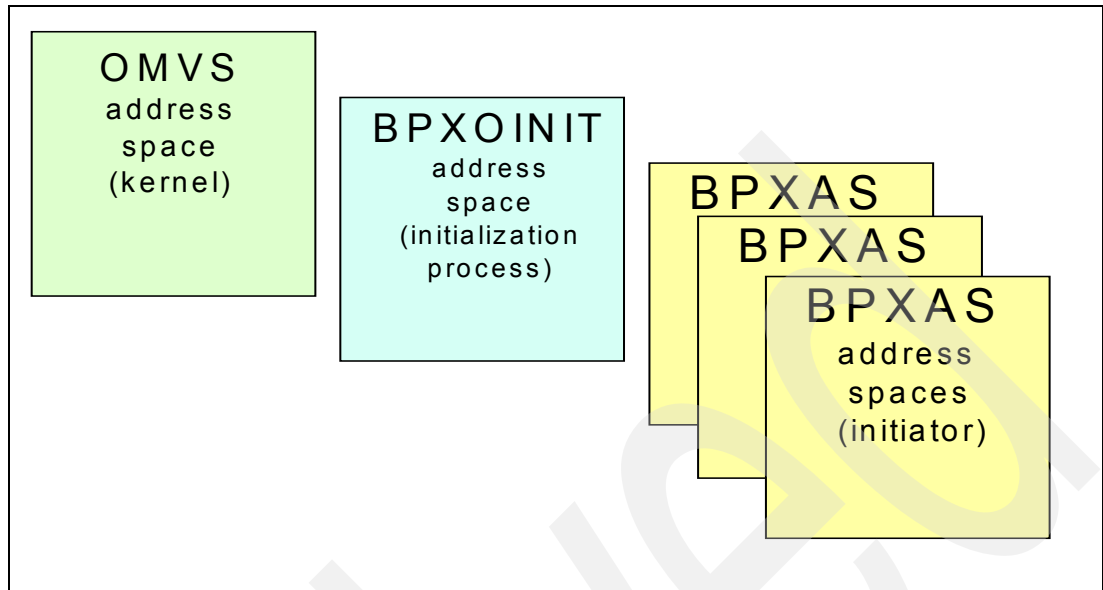 OMVS
address
space
(kernel)
BPXOINIT
address
space
(initialization
process)
BPXAS
BPXAS
BPXAS
address
spaces
(initiator)